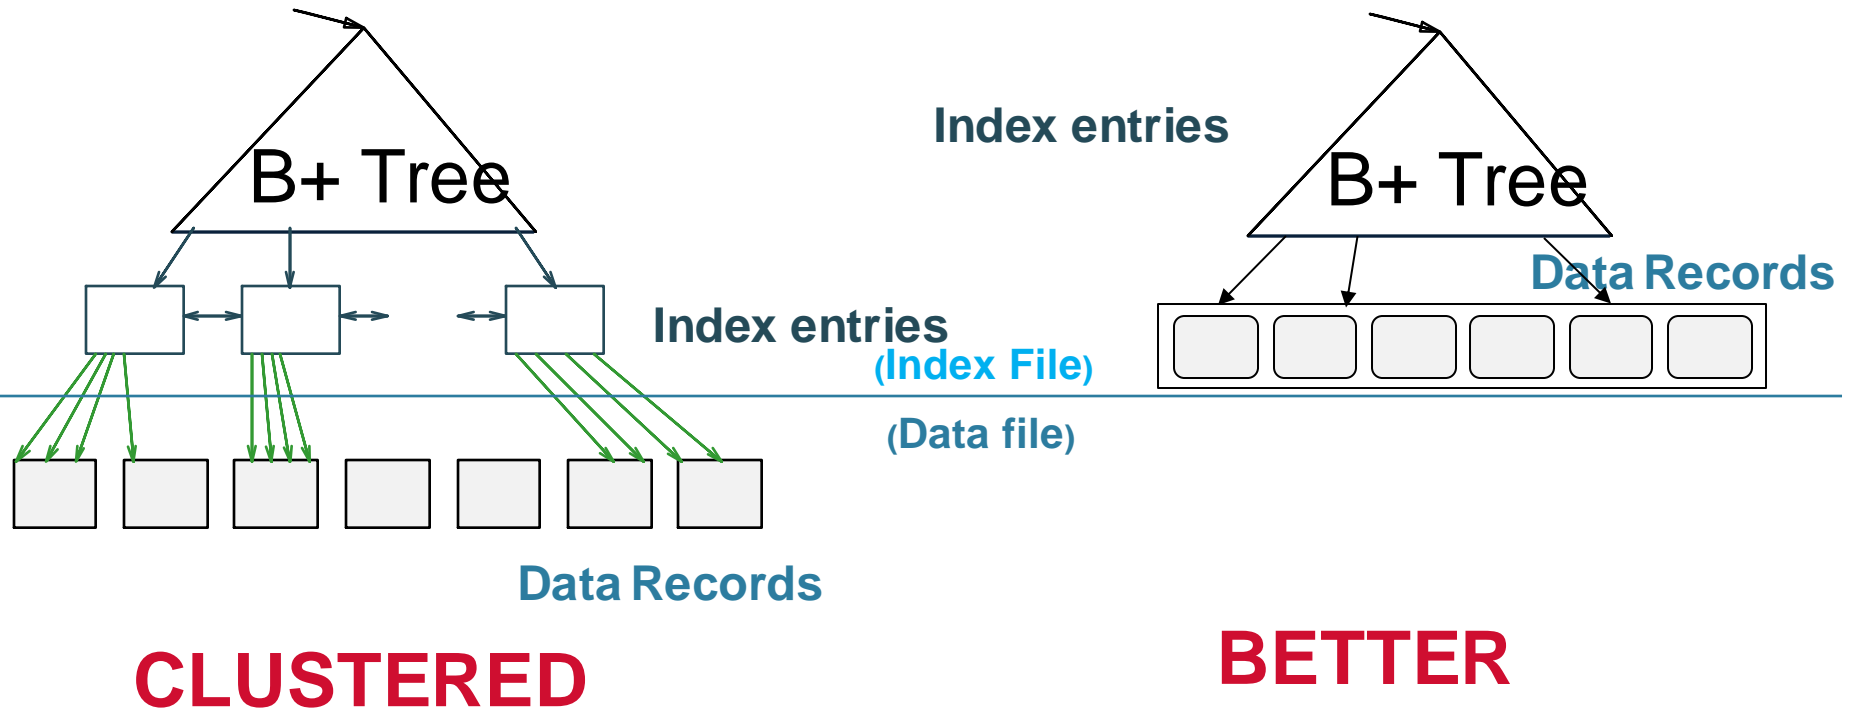 B+ Tree
Index entries
(Index File)
(Data file)
Data Records
CLUSTERED
Index entries
B+ Tree
Data Records
BETTER